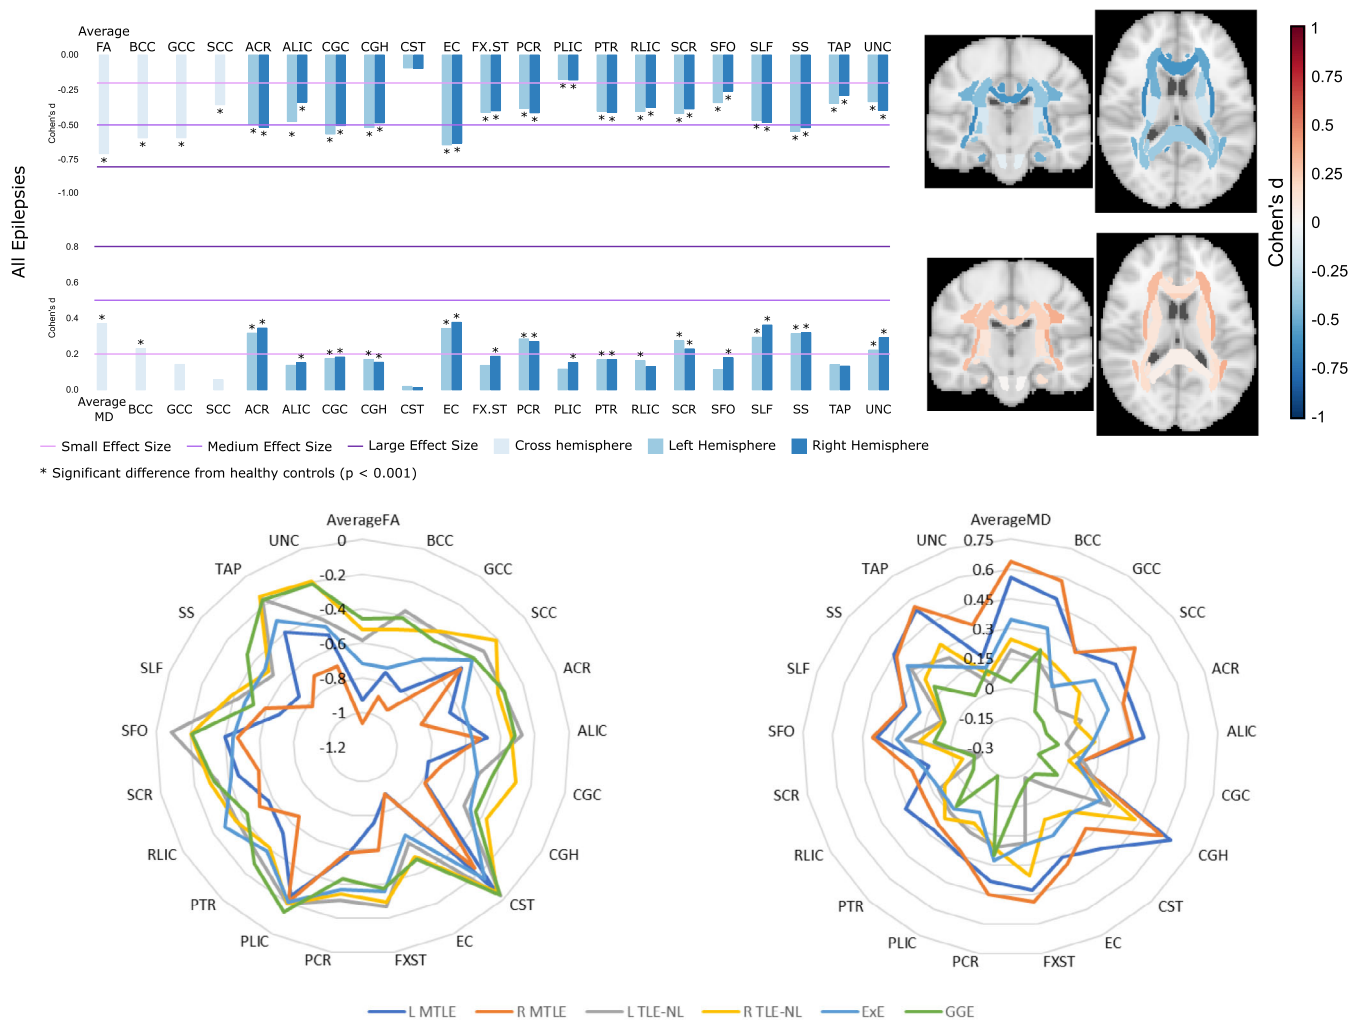 Average
FA BCC GCC SCC ACR ALIC CGC CGH CST EC FX.ST PCR PLIC PTR RLIC SCR SFO SLF SS TAP UNC
0.00
-0.25
-0.50
-0.75
-1.00
Cohen's d
* * * * * * * * * * * * * * * * * * * * * * * * * * * * * * * * * * * *
All Epilepsies
0.8
0.6
0.4
0.2
0.0
Cohen's d
* * * * * * * * * * * * * * * * * * * * * * * * * * *
Average
MD BCC GCC SCC ACR ALIC CGC CGH CST EC FX.ST PCR PLIC PTR RLIC SCR SFO SLF SS TAP UNC
Small Effect Size Medium Effect Size Large Effect Size Cross hemisphere Left Hemisphere Right Hemisphere
* Significant difference from healthy controls (p < 0.001)
Cohen's d
1
0.75
0.5
0.25
0
-0.25
-0.5
-0.75
-1
AverageFA
BCC
GCC
SCC
ACR
ALIC
CGC
CGH
CST
EC
FXST
PCR
PLIC
PTR
RLIC
SCR
SFO
SLF
SS
TAP
UNC
0
-0.2
-0.4
-0.6
-0.8
-1
-1.2
AverageMD
BCC
GCC
SCC
ACR
ALIC
CGC
CGH
CST
EC
FXST
PCR
PLIC
PTR
RLIC
SCR
SFO
SLF
SS
TAP
UNC
0.75
0.6
0.45
0.3
0.15
0
-0.15
-0.3
L MTLE R MTLE L TLE-NL R TLE-NL ExE GGE